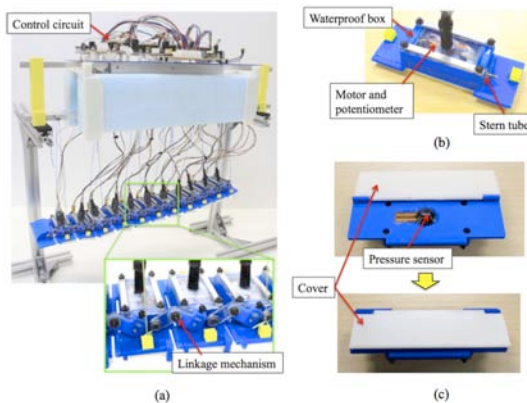 Control circuit
Linkage mechanism
(a)
Waterproof box
Motor and
potentiometer
Stern tube
(b)
Pressure sensor
Cover
(c)